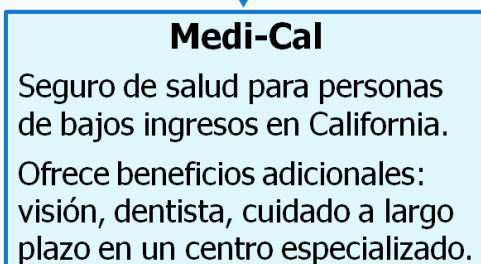 Medi-Cal
Seguro de salud para personas
de bajos ingresos en California.
Ofrece beneficios adicionales:
visión, dentista, cuidado a largo
plazo en un centro especializado.